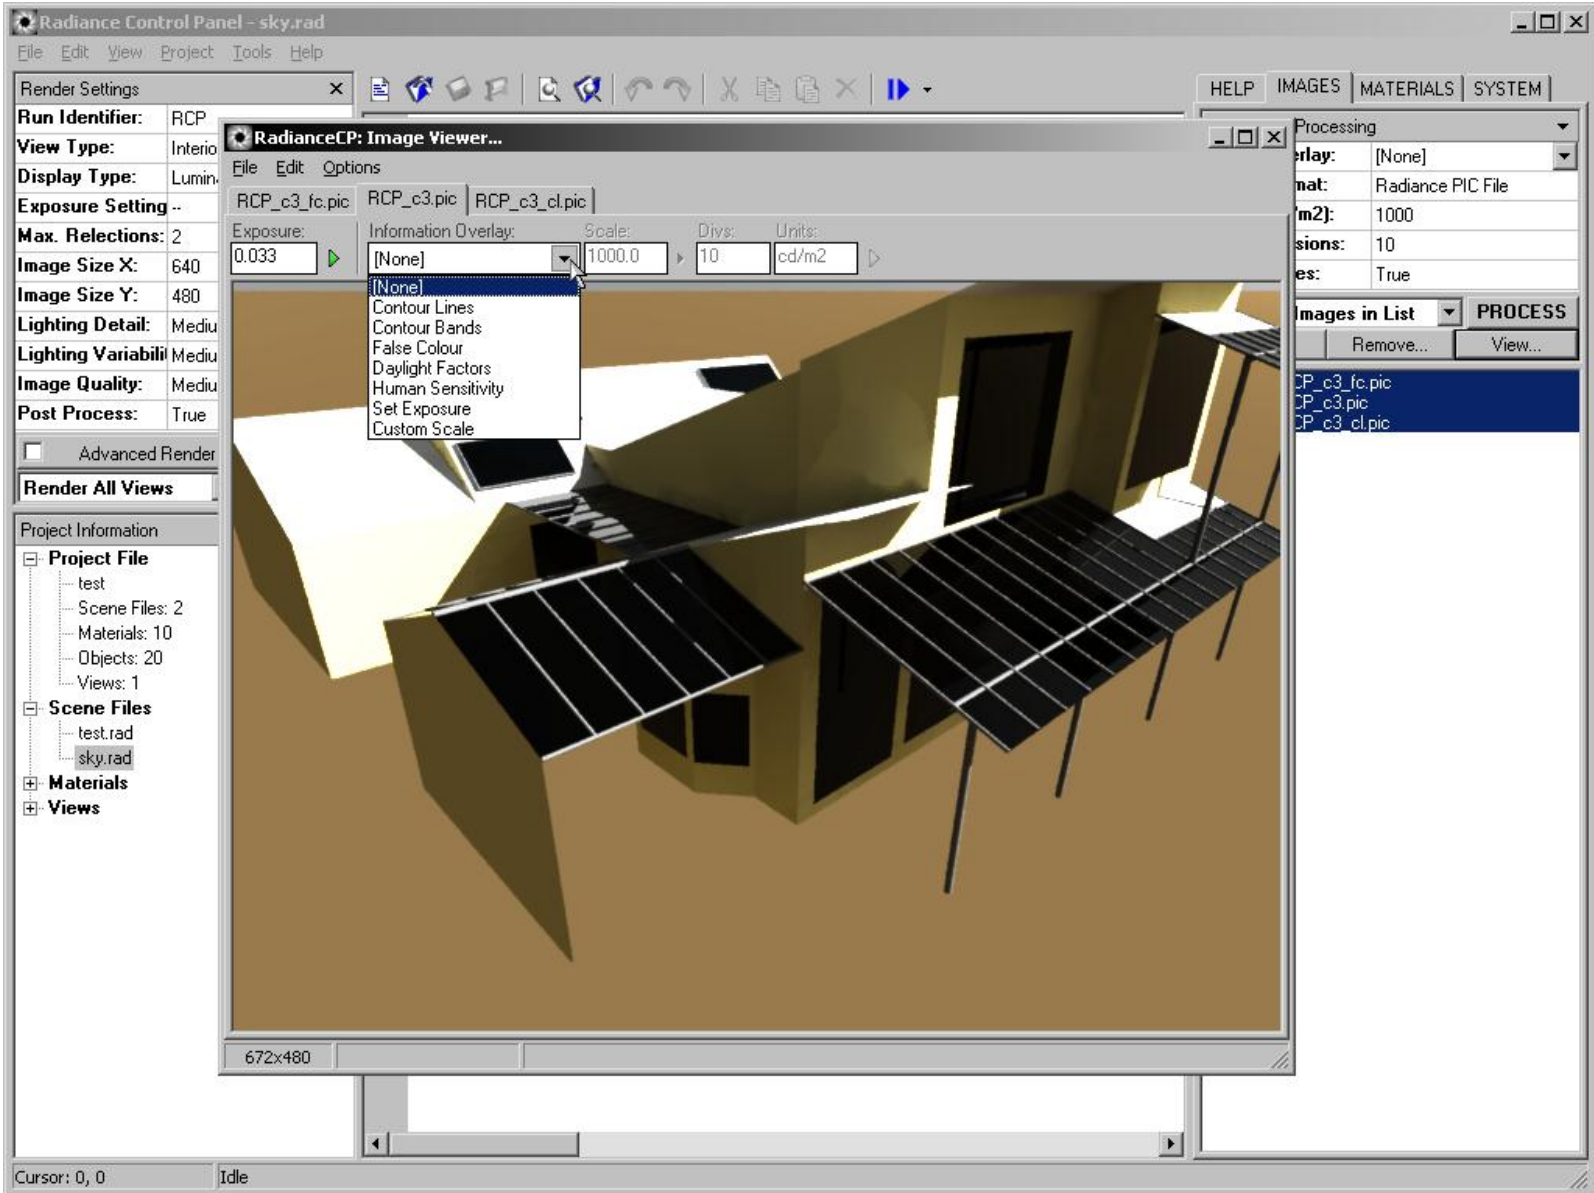 Radiance Control Panel - sky.rad
File Edit View Project Tools Help
Render Settings
Run Identifier: RCP
View Type: Interio
Display Type: Lumin
Exposure Setting --
Max. Relections: 2
Image Size X: 640
Image Size Y: 480
Lighting Detail: Mediu
Lighting Variabili Mediu
Image Quality: Mediu
Post Process: True
Advanced Render
Render All Views
Project Information
Project File
test
Scene Files: 2
Materials: 10
Objects: 20
Views: 1
Scene Files
test.rad
sky.rad
Materials
Views
RadianceCP: Image Viewer...
File Edit Options
RCP_c3_fc.pic RCP_c3.pic RCP_c3_cl.pic
Exposure: Information Overlay: Scale: Divs: Units:
0.033 [None] 1000.0 10 cd/m2
[None]
Contour Lines
Contour Bands
False Colour
Daylight Factors
Human Sensitivity
Set Exposure
Custom Scale
672x480
HELP IMAGES MATERIALS SYSTEM
Processing
erlay: [None]
mat: Radiance PIC File
/m2]: 1000
sions: 10
es: True
Images in List PROCESS
Remove... View...
CP_c3_fc.pic
CP_c3.pic
CP_c3_cl.pic
Cursor: 0, 0 Idle